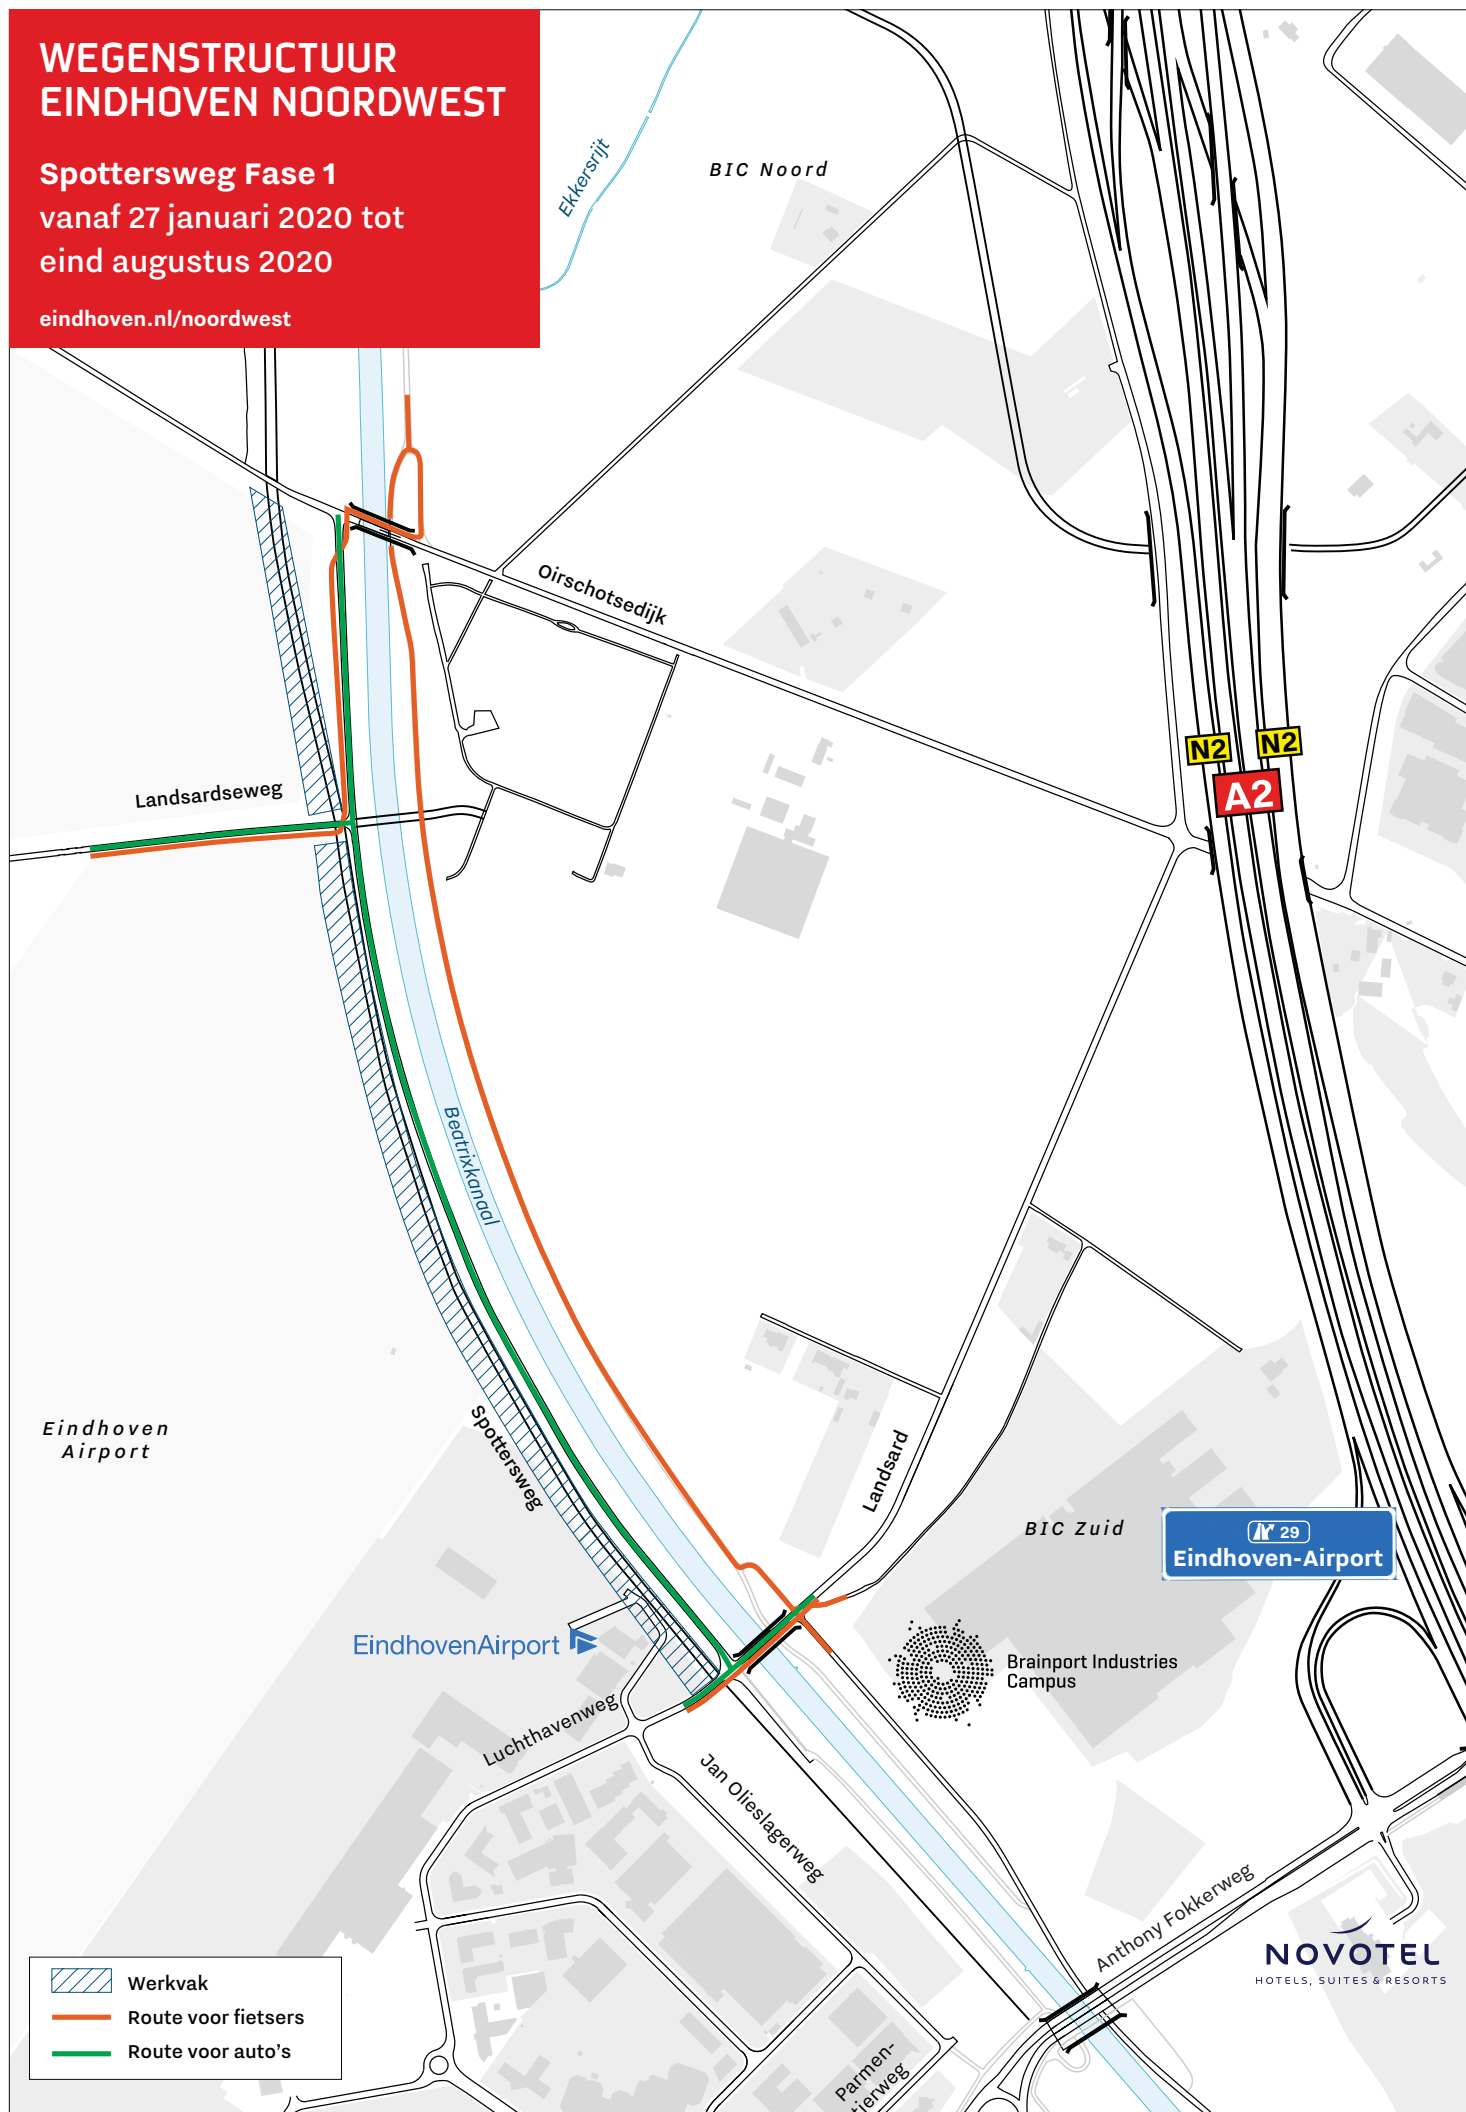 WEGENSTRUCTUUR
EINDHOVEN NOORDWEST
Spottersweg Fase 1
vanaf 27 januari 2020 tot
eind augustus 2020
eindhoven.nl/noordwest
Ekkersrijt
BIC Noord
Oirschotsedijk
N2
N2
A2
Landsardseweg
Beatrixkanaal
Eindhoven
Airport
Spottersweg
Landsard
BIC Zuid
29
Eindhoven-Airport
EindhovenAirport
Brainport Industries
Campus
Luchthavenweg
Jan Olieslagerweg
Anthony Fokkerweg
NOVOTEL
HOTELS, SUITES & RESORTS
Parmen-
tierweg
Werkvak
Route voor fietsers
Route voor auto's